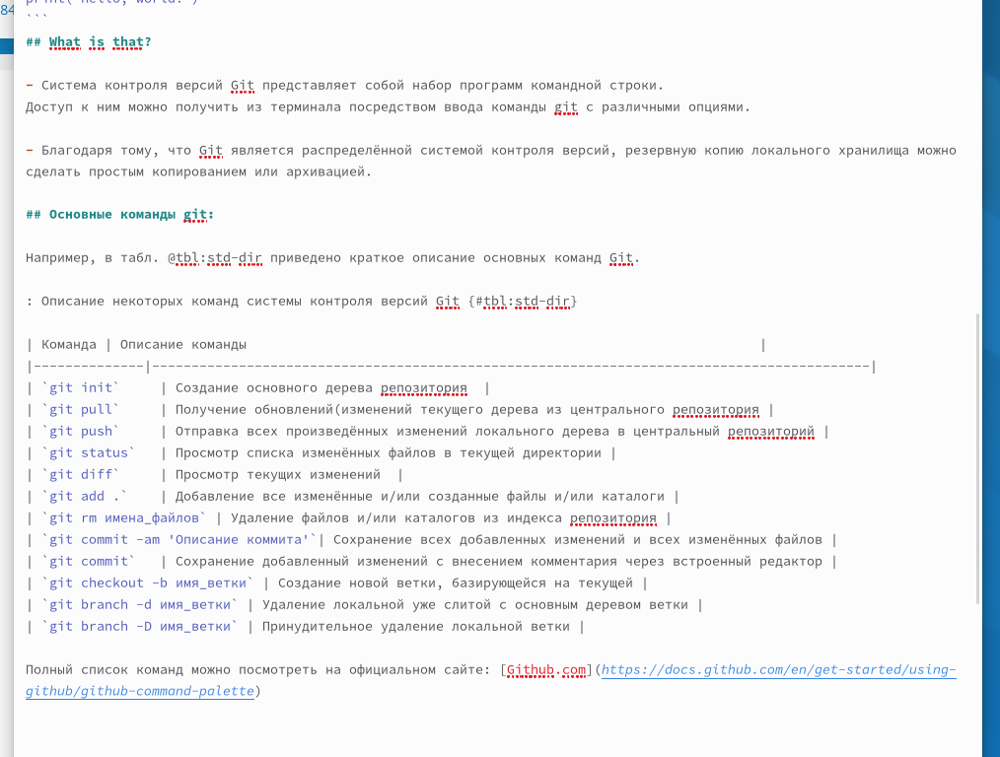 84
print("hello, world!")
```
## What is that?
- Система контроля версий Git представляет собой набор программ командной строки.
Доступ к ним можно получить из терминала посредством ввода команды git с различными опциями.
- Благодаря тому, что Git является распределённой системой контроля версий, резервную копию локального хранилища можно
сделать простым копированием или архивацией.
## Основные команды git:
Например, в табл. @tbl:std-dir приведено краткое описание основных команд Git.
: Описание некоторых команд системы контроля версий Git {#tbl:std-dir}
| Команда | Описание команды |
|--------------|-------------------------------------------------------------------------------------------|
| `git init` | Создание основного дерева репозитория |
| `git pull` | Получение обновлений(изменений текущего дерева из центрального репозитория |
| `git push` | Отправка всех произведённых изменений локального дерева в центральный репозиторий |
| `git status` | Просмотр списка изменённых файлов в текущей директории |
| `git diff` | Просмотр текущих изменений |
| `git add .` | Добавление все изменённые и/или созданные файлы и/или каталоги |
| `git rm имена_файлов` | Удаление файлов и/или каталогов из индекса репозитория |
| `git commit -am 'Описание коммита'`| Сохранение всех добавленных изменений и всех изменённых файлов |
| `git commit` | Сохранение добавленный изменений с внесением комментария через встроенный редактор |
| `git checkout -b имя_ветки` | Создание новой ветки, базирующейся на текущей |
| `git branch -d имя_ветки` | Удаление локальной уже слитой с основным деревом ветки |
| `git branch -D имя_ветки` | Принудительное удаление локальной ветки |
Полный список команд можно посмотреть на официальном сайте: [Github.com](https://docs.github.com/en/get-started/using-
github/github-command-palette)